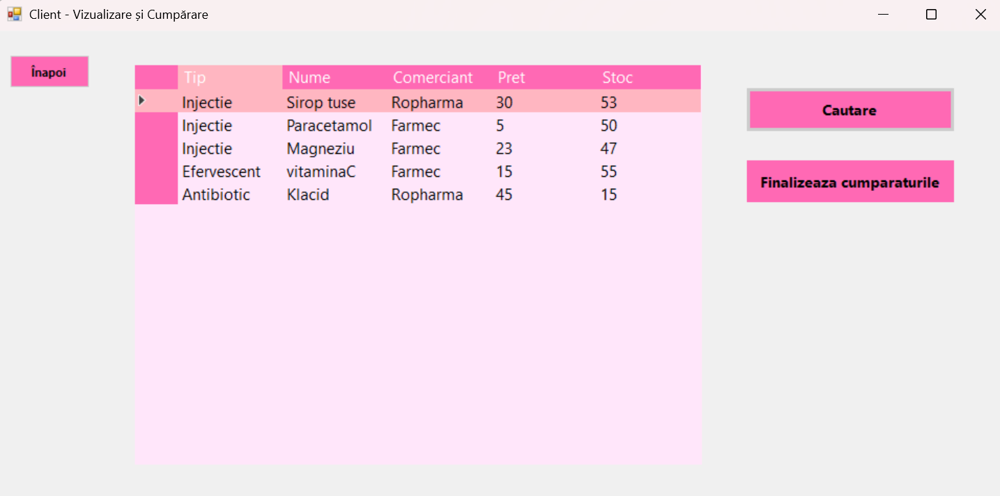 Client - Vizualizare și Cumpărare
Înapoi
Tip Nume Comerciant Pret Stoc
Injectie Sirop tuse Ropharma 30 53
Injectie Paracetamol Farmec 5 50
Injectie Magneziu Farmec 23 47
Efervescent vitaminaC Farmec 15 55
Antibiotic Klacid Ropharma 45 15
Cautare
Finalizeaza cumparaturile